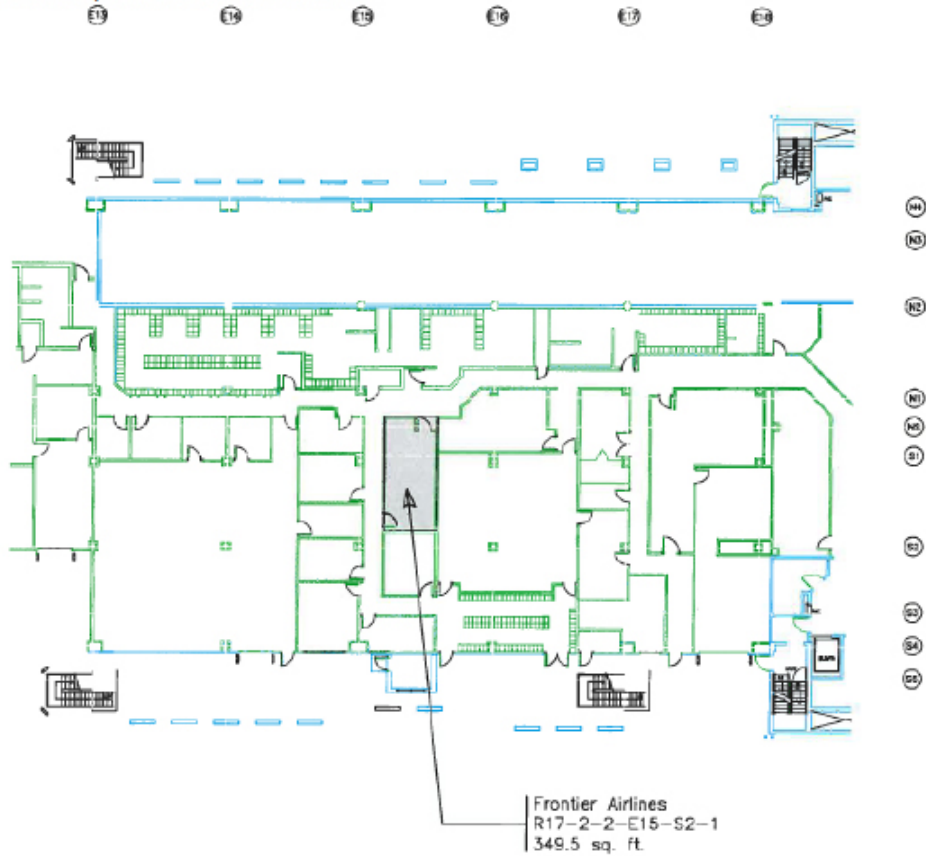 E13 E14 E15 E16 E17 E18
N4
N3
N2
N1
NS
S1
S2
S3
S4
S5
Frontier Airlines
R17-2-2-E15-S2-1
349.5 sq. ft.